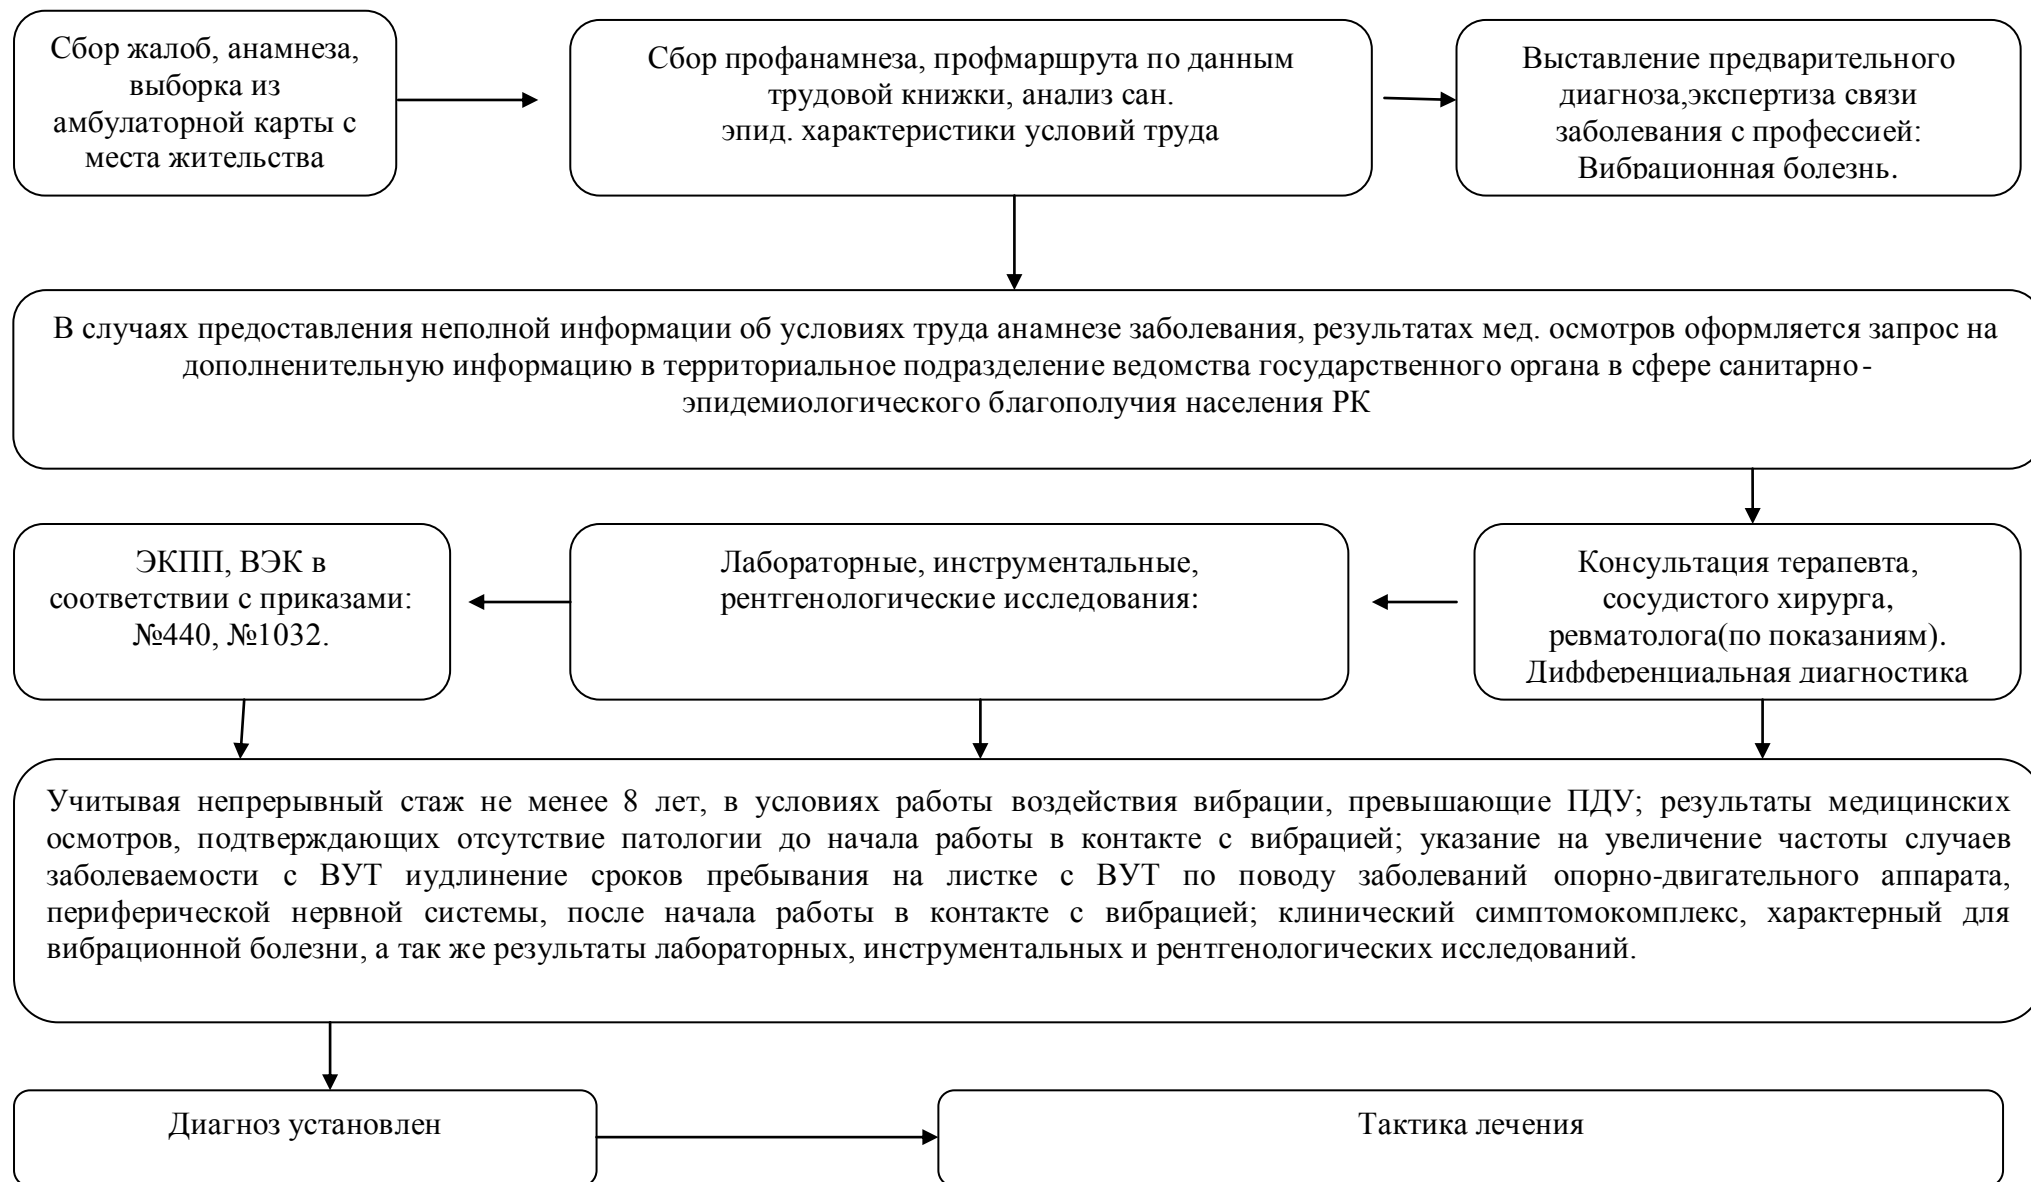 Сбор жалоб, анамнеза,
выборка из
амбулаторной карты с
места жительства
Сбор профанамнеза, профмаршрута по данным
трудовой книжки, анализ сан.
эпид. характеристики условий труда
Выставление предварительного
диагноза,экспертиза связи
заболевания с профессией:
Вибрационная болезнь.
В случаях предоставления неполной информации об условиях труда анамнезе заболевания, результатах мед. осмотров оформляется запрос на
дополненительную информацию в территориальное подразделение ведомства государственного органа в сфере санитарно-
эпидемиологического благополучия населения РК
ЭКПП, ВЭК в
соответствии с приказами:
№440, №1032.
Лабораторные, инструментальные,
рентгенологические исследования:
Консультация терапевта,
сосудистого хирурга,
ревматолога(по показаниям).
Дифференциальная диагностика
Учитывая непрерывный стаж не менее 8 лет, в условиях работы воздействия вибрации, превышающие ПДУ; результаты медицинских
осмотров, подтверждающих отсутствие патологии до начала работы в контакте с вибрацией; указание на увеличение частоты случаев
заболеваемости с ВУТ иудлинение сроков пребывания на листке с ВУТ по поводу заболеваний опорно-двигательного аппарата,
периферической нервной системы, после начала работы в контакте с вибрацией; клинический симптомокомплекс, характерный для
вибрационной болезни, а так же результаты лабораторных, инструментальных и рентгенологических исследований.
Диагноз установлен
Тактика лечения